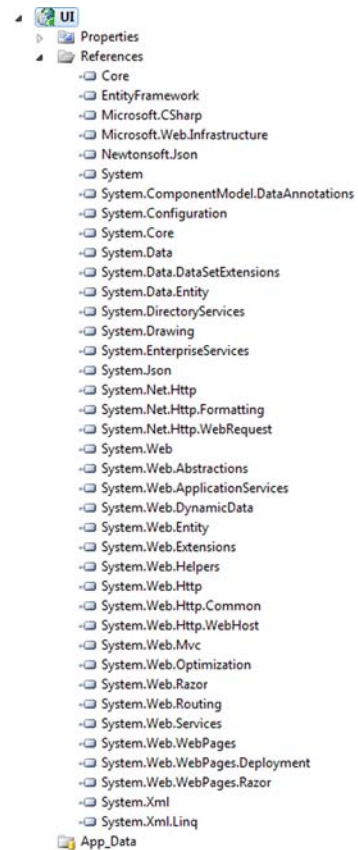 UI
Properties
References
Core
EntityFramework
Microsoft.CSharp
Microsoft.Web.Infrastructure
Newtonsoft.Json
System
System.ComponentModel.DataAnnotations
System.Configuration
System.Core
System.Data
System.Data.DataSetExtensions
System.Data.Entity
System.DirectoryServices
System.Drawing
System.EnterpriseServices
System.Json
System.Net.Http
System.Net.Http.Formatting
System.Net.Http.WebRequest
System.Web
System.Web.Abstractions
System.Web.ApplicationServices
System.Web.DynamicData
System.Web.Entity
System.Web.Extensions
System.Web.Helpers
System.Web.Http
System.Web.Http.Common
System.Web.Http.WebHost
System.Web.Mvc
System.Web.Optimization
System.Web.Razor
System.Web.Routing
System.Web.Services
System.Web.WebPages
System.Web.WebPages.Deployment
System.Web.WebPages.Razor
System.Xml
System.Xml.Linq
App_Data